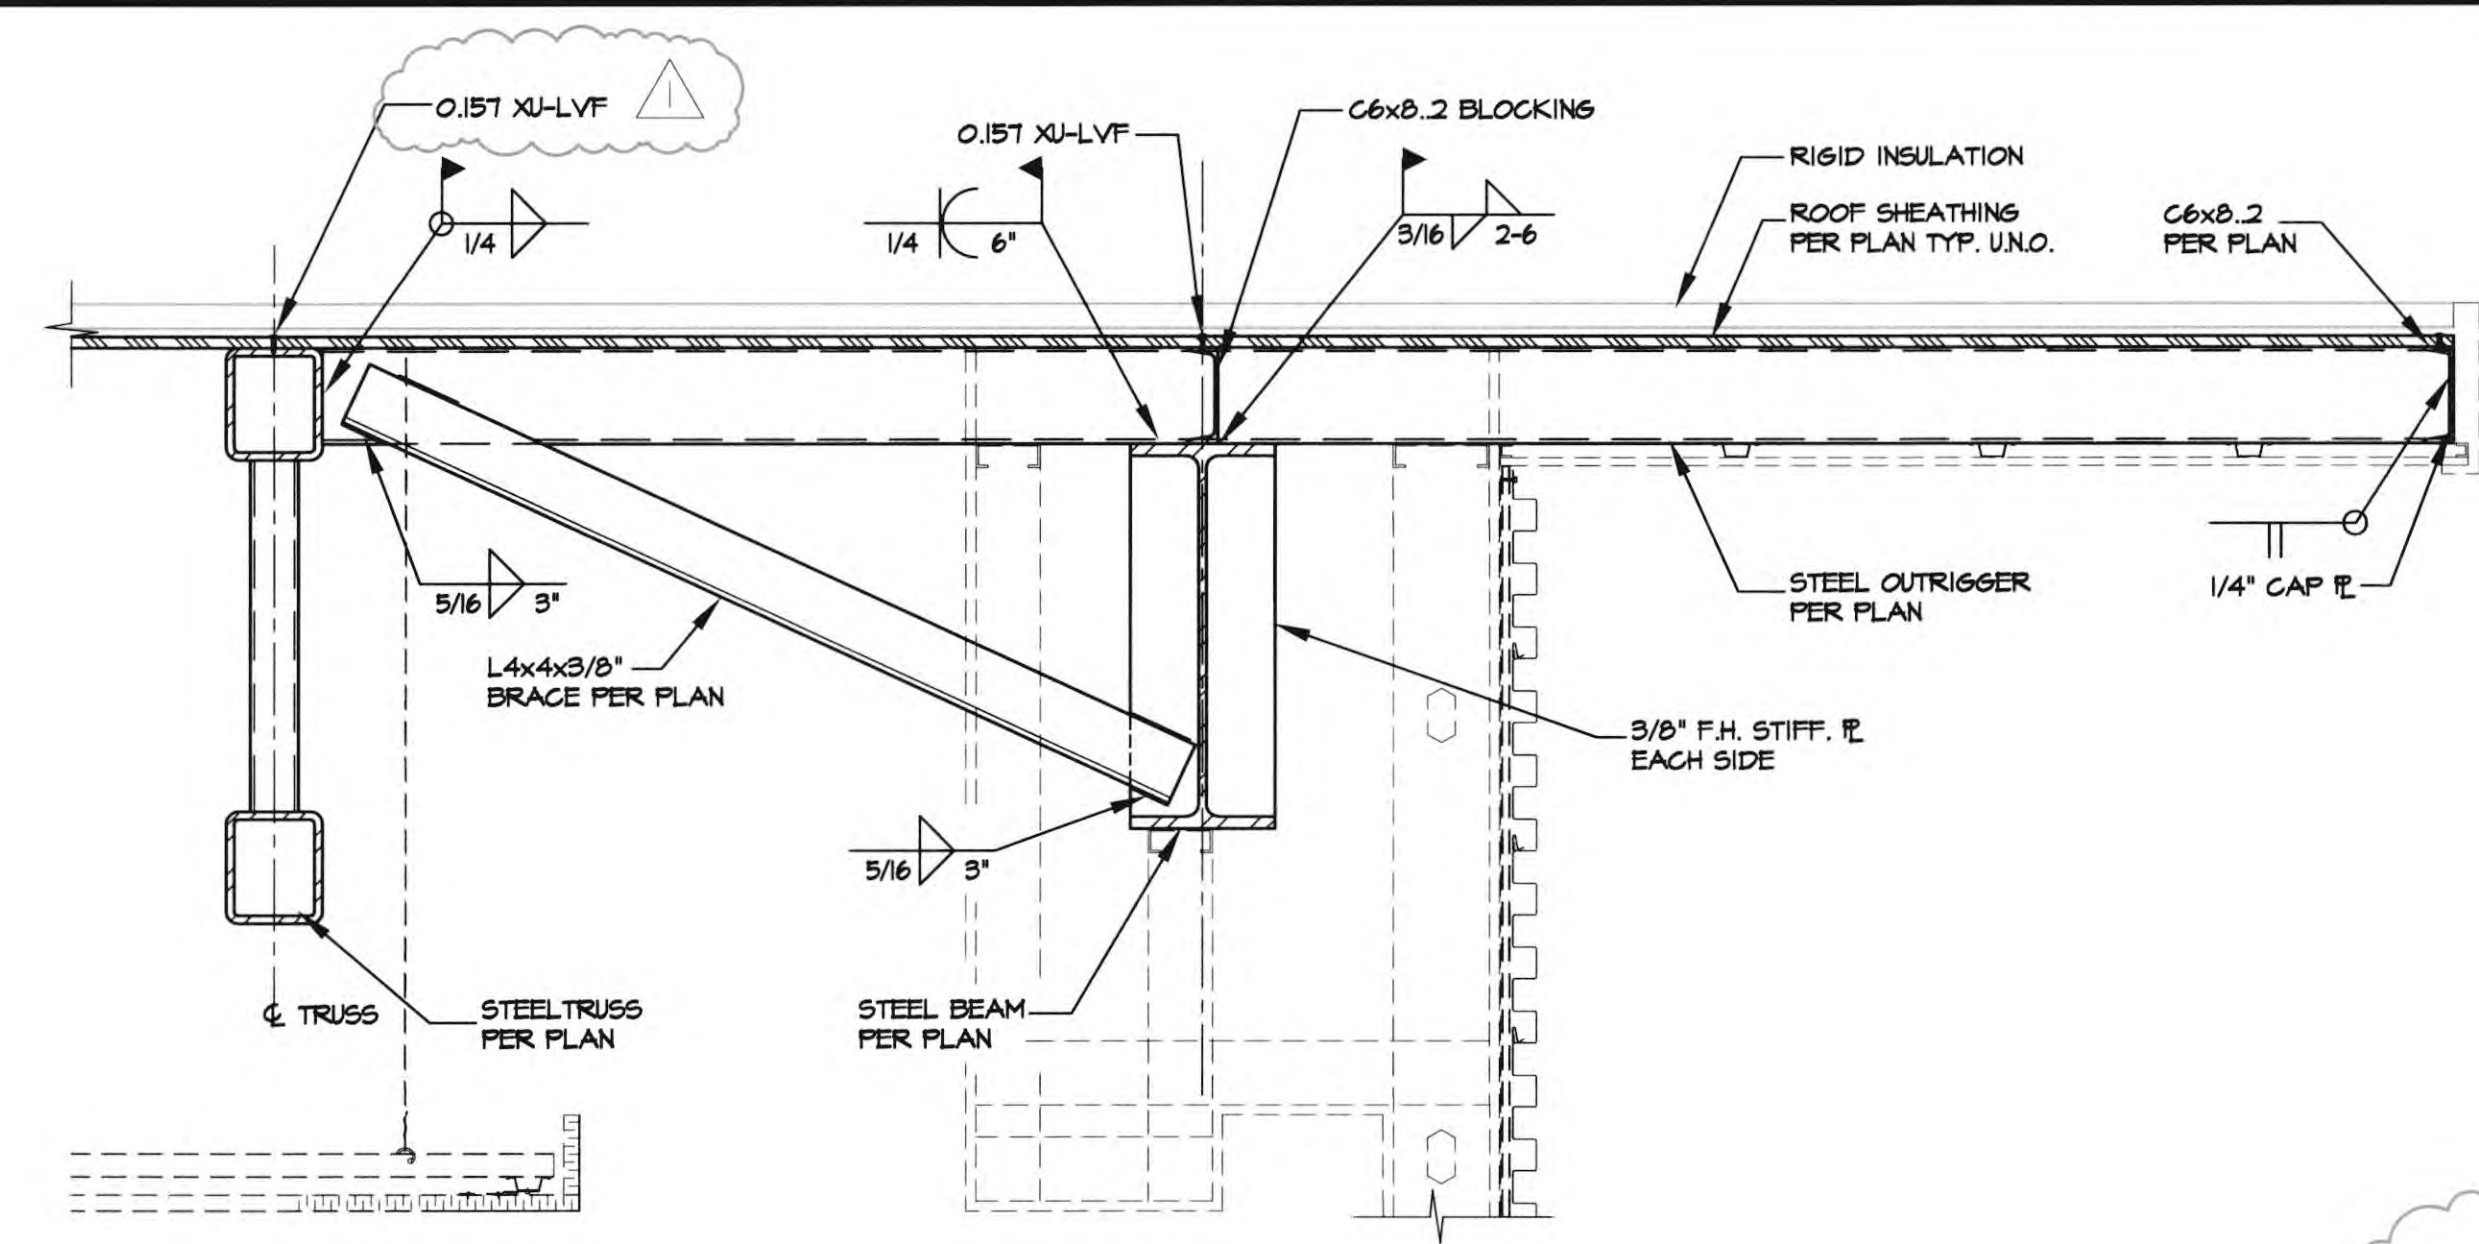 0.157 XU-LVF
1
0.157 XU-LVF
C6x8..2 BLOCKING
RIGID INSULATION
ROOF SHEATHING
PER PLAN TYP. U.N.O.
C6x8..2
PER PLAN
1/4
1/4 6"
3/16 2-6
5/16 3"
L4x4x3/8"
BRACE PER PLAN
STEEL OUTRIGGER
PER PLAN
1/4" CAP PL
3/8" F.H. STIFF. PL
EACH SIDE
5/16 3"
CL TRUSS
STEEL TRUSS
PER PLAN
STEEL BEAM
PER PLAN